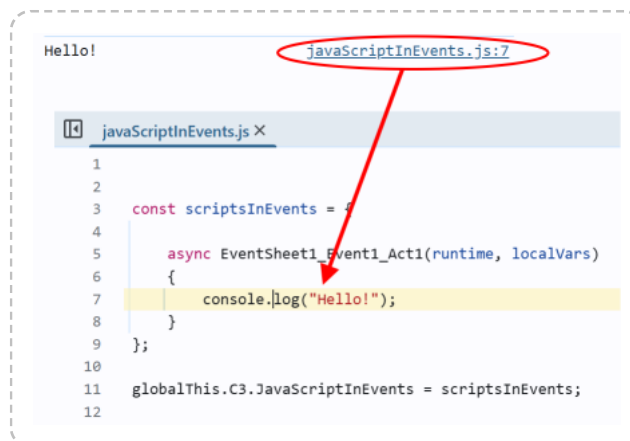 Hello! javaScriptInEvents.js:7
javaScriptInEvents.js ×
1
2
3 const scriptsInEvents = {
4
5 async EventSheet1_Event1_Act1(runtime, localVars)
6 {
7 console.log("Hello!");
8 }
9 };
10
11 globalThis.C3.JavaScriptInEvents = scriptsInEvents;
12